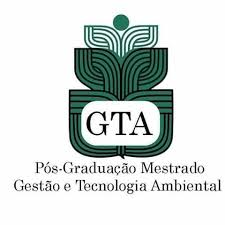 GTA
Pós-Graduação Mestrado
Gestão e Tecnologia Ambiental